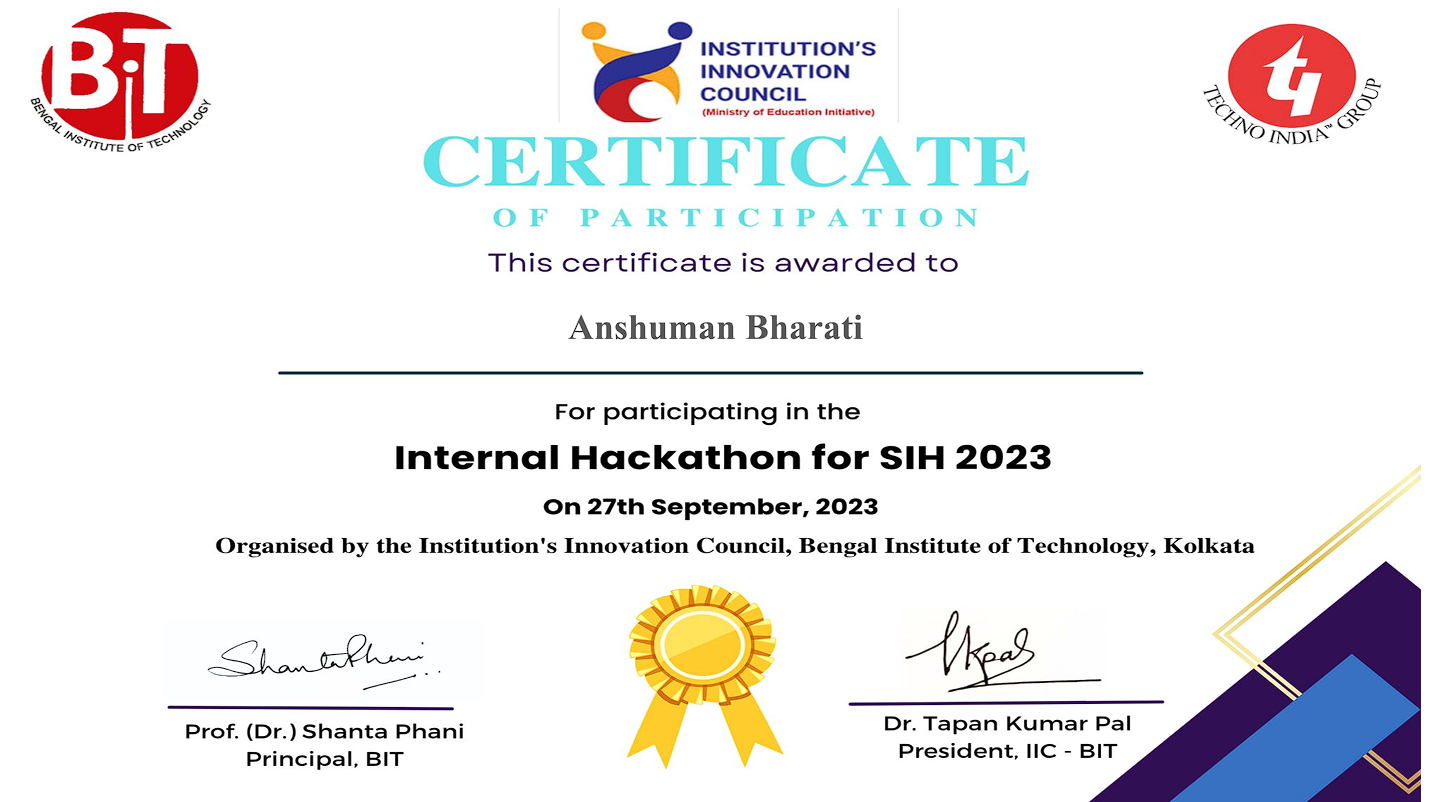 BiT
BENGAL INSTITUTE OF TECHNOLOGY
INSTITUTION'S
INNOVATION
COUNCIL
(Ministry of Education Initiative)
TECHNO INDIA™ GROUP
CERTIFICATE
OF PARTICIPATION
This certificate is awarded to
Anshuman Bharati
For participating in the
Internal Hackathon for SIH 2023
On 27th September, 2023
Organised by the Institution's Innovation Council, Bengal Institute of Technology, Kolkata
Shanta Phani
Prof. (Dr.) Shanta Phani
Principal, BIT
Dr. Tapan Kumar Pal
President, IIC - BIT